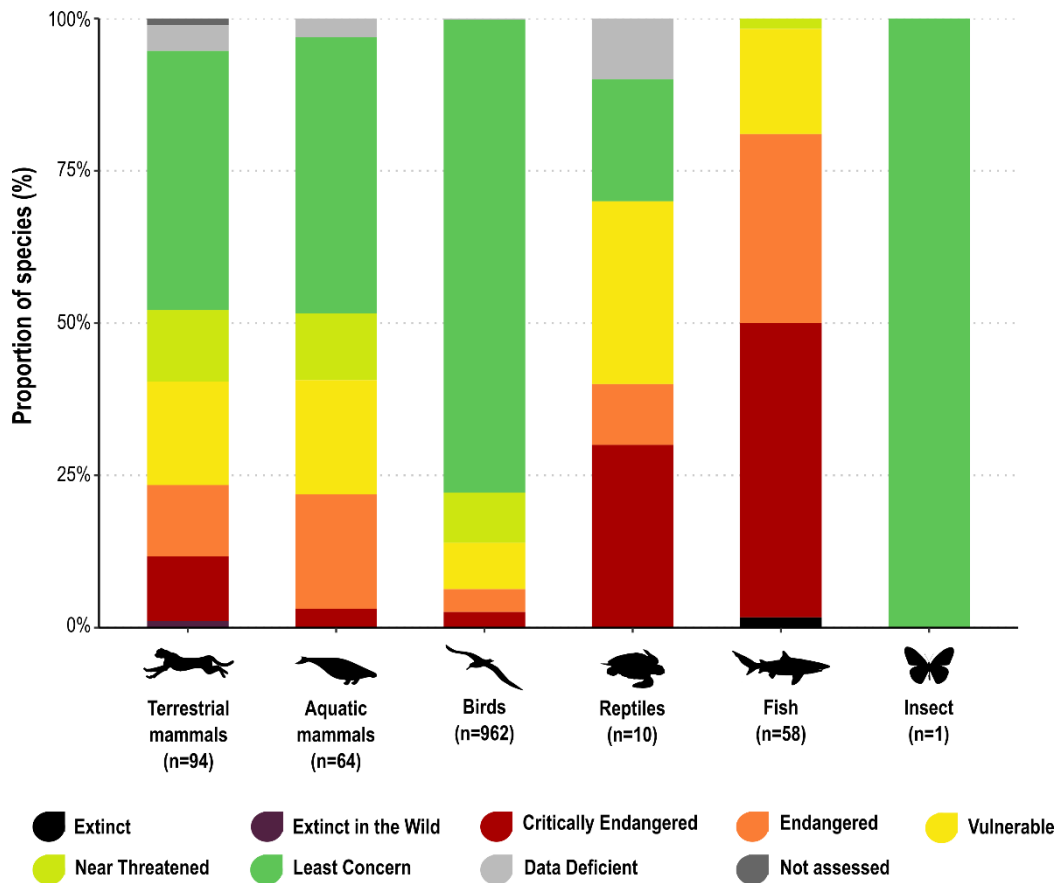 Proportion of species (%)
100%
75%
50%
25%
0%
Terrestrial
mammals
(n=94)
Aquatic
mammals
(n=64)
Birds
(n=962)
Reptiles
(n=10)
Fish
(n=58)
Insect
(n=1)
Extinct
Extinct in the Wild
Critically Endangered
Endangered
Vulnerable
Near Threatened
Least Concern
Data Deficient
Not assessed